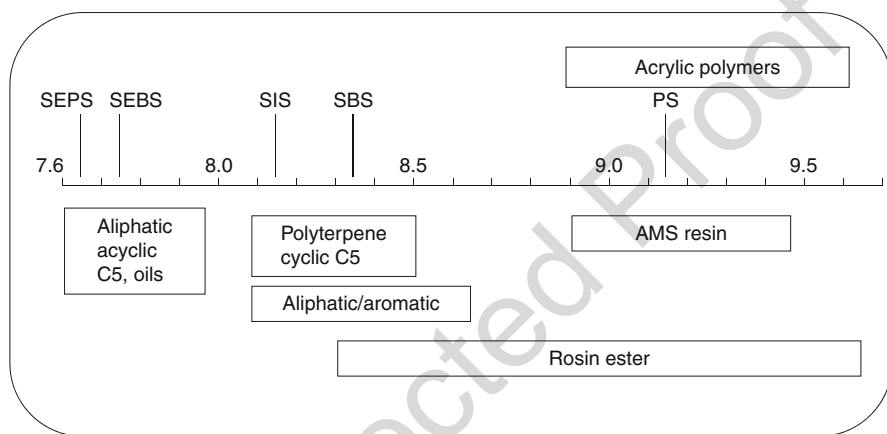 Acrylic polymers
SEPS SEBS SIS SBS PS
7.6 8.0 8.5 9.0 9.5
Aliphatic
acyclic
C5, oils
Polyterpene
cyclic C5
AMS resin
Aliphatic/aromatic
Rosin ester
ected Proof